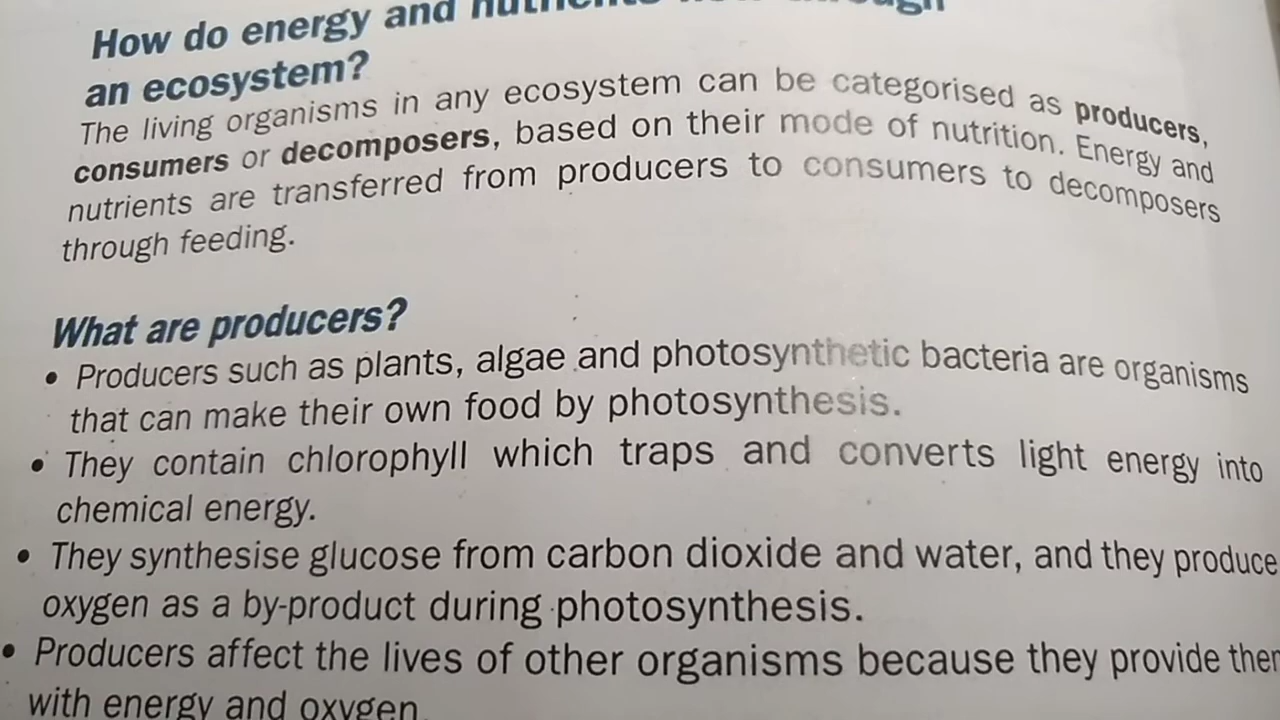 How do energy and nutrients through
an ecosystem?
The living organisms in any ecosystem can be categorised as producers,
consumers or decomposers, based on their mode of nutrition. Energy and
nutrients are transferred from producers to consumers to decomposers
through feeding.
What are producers?
• Producers such as plants, algae and photosynthetic bacteria are organisms
that can make their own food by photosynthesis.
• They contain chlorophyll which traps and converts light energy into
chemical energy.
• They synthesise glucose from carbon dioxide and water, and they produce
oxygen as a by-product during photosynthesis.
• Producers affect the lives of other organisms because they provide
with energy and oxygen.